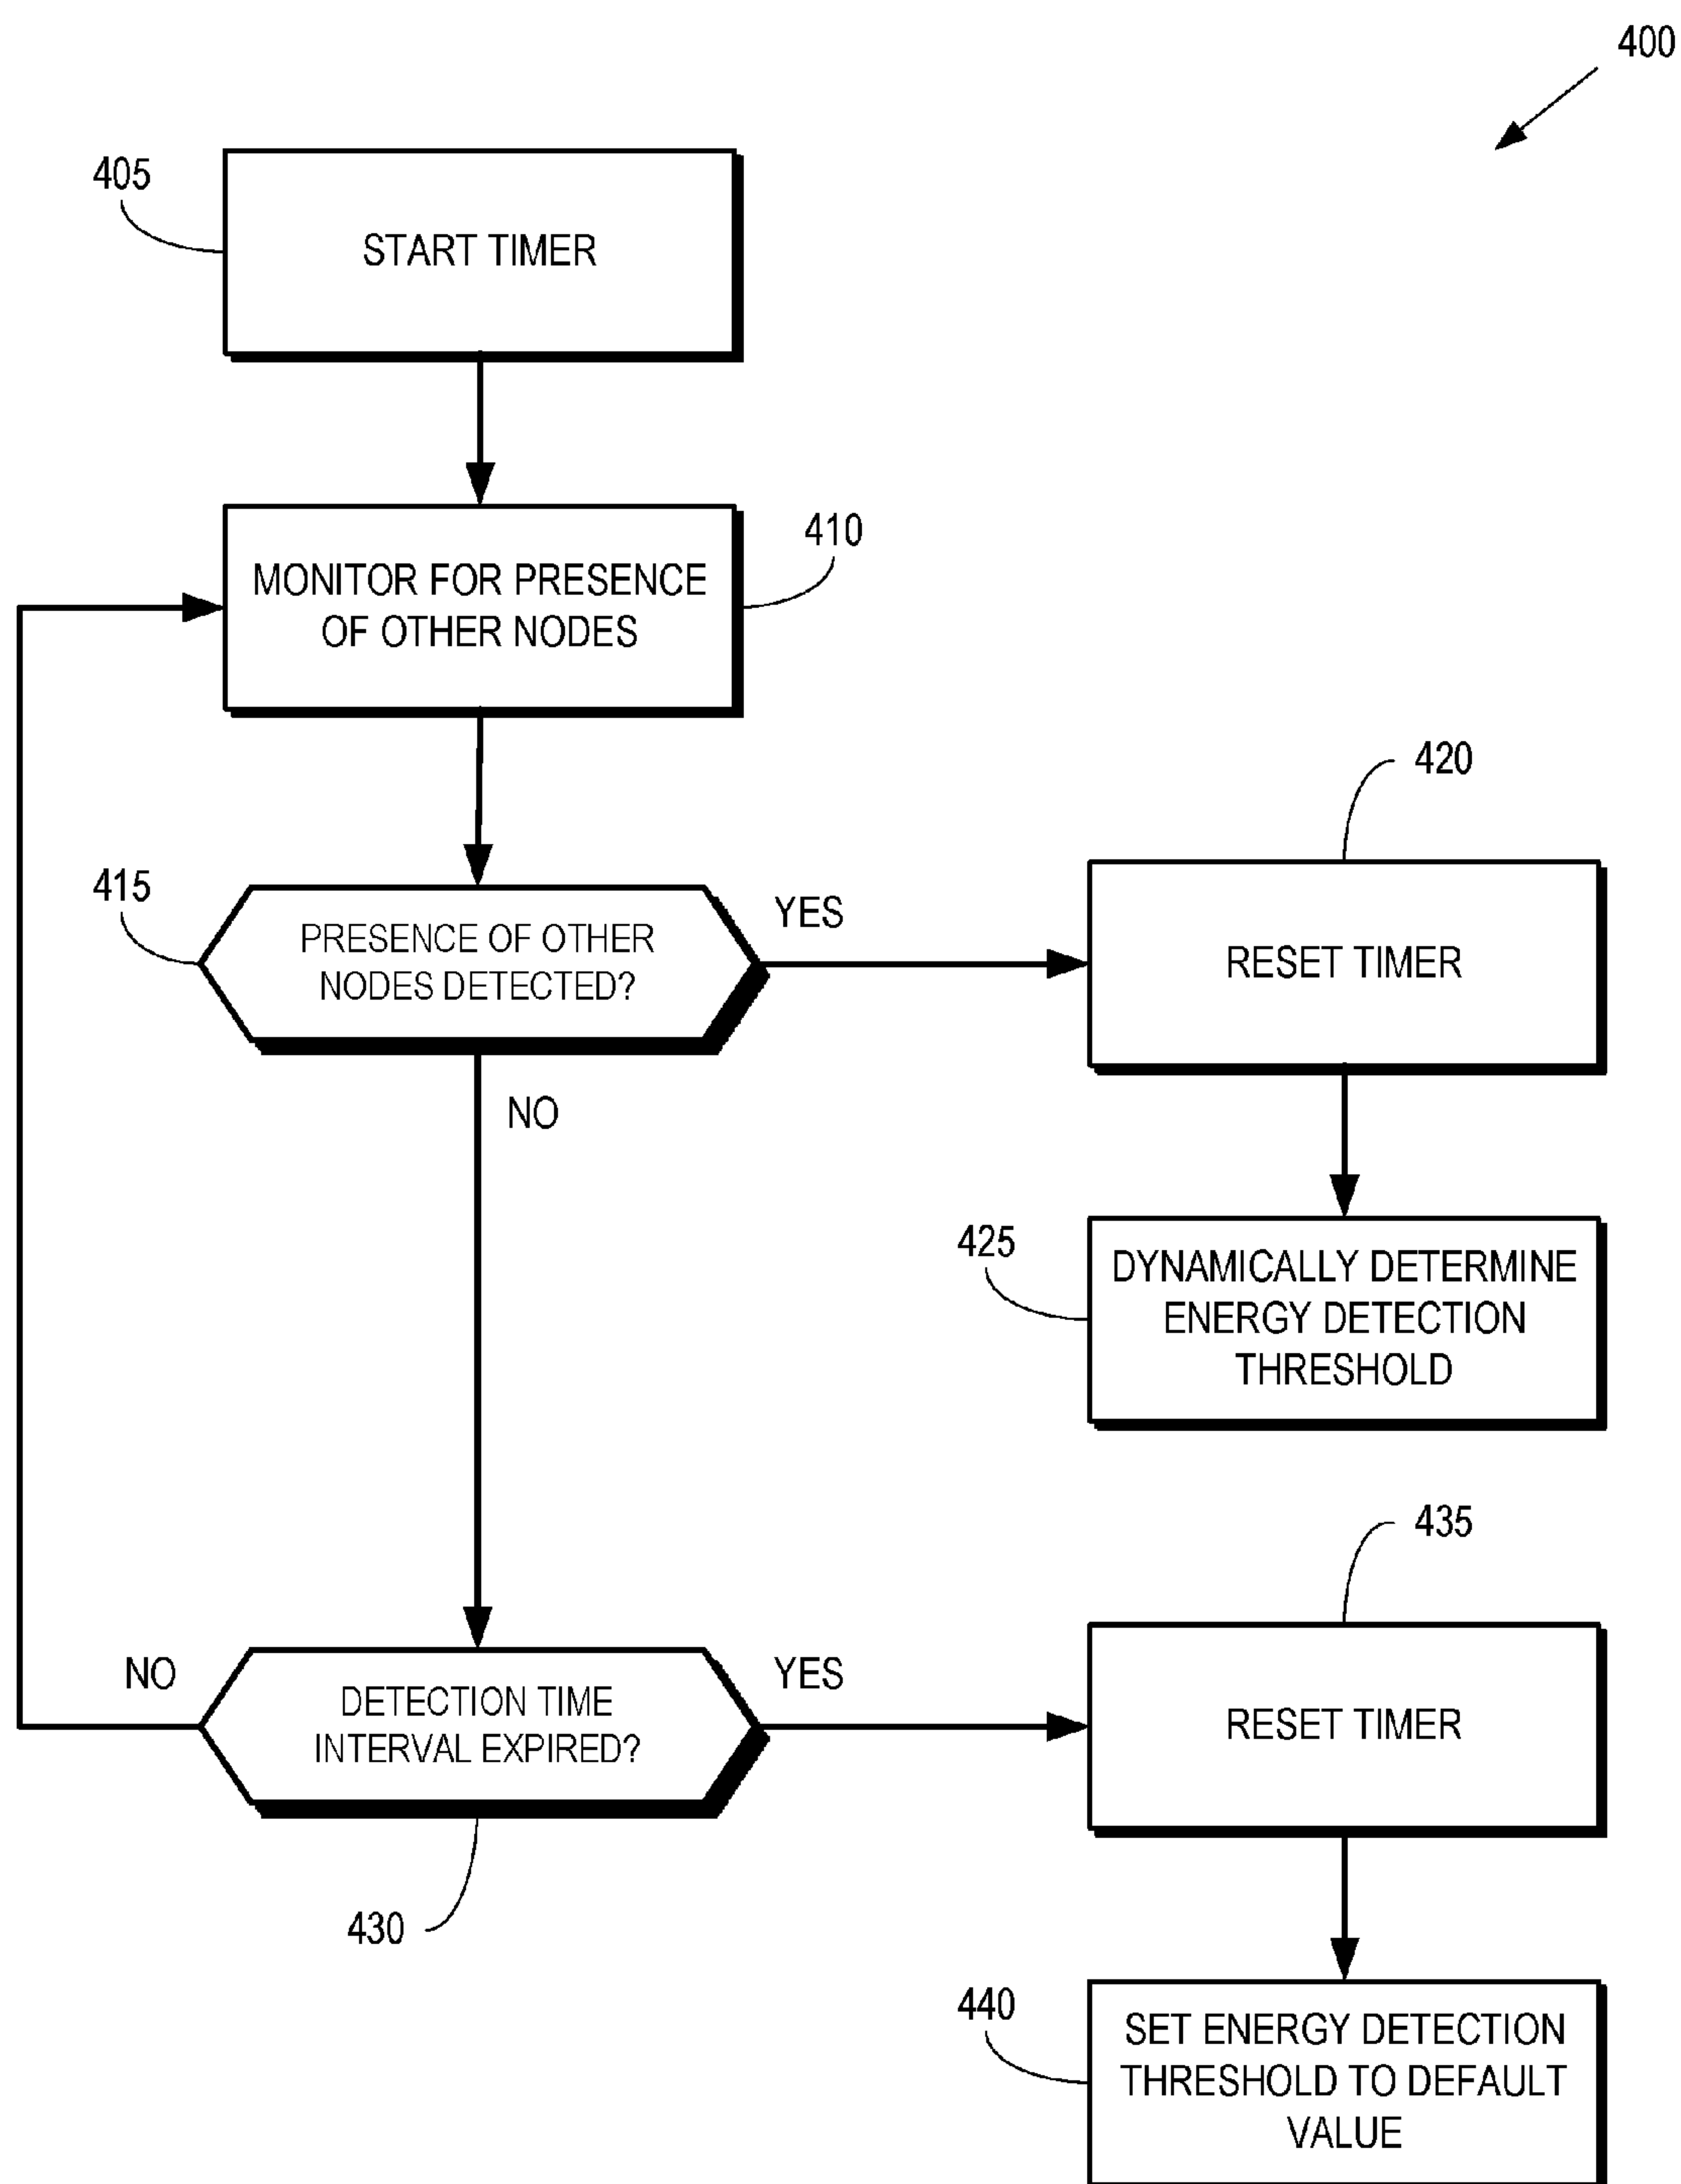 400
405
START TIMER
410
MONITOR FOR PRESENCE
OF OTHER NODES
415
PRESENCE OF OTHER
NODES DETECTED?
YES
NO
420
RESET TIMER
425
DYNAMICALLY DETERMINE
ENERGY DETECTION
THRESHOLD
NO
DETECTION TIME
INTERVAL EXPIRED?
YES
430
435
RESET TIMER
440
SET ENERGY DETECTION
THRESHOLD TO DEFAULT
VALUE